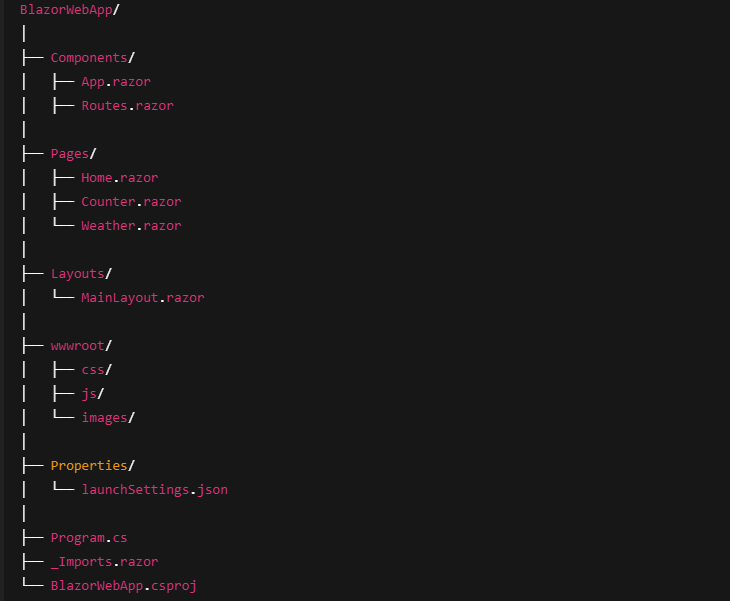 BlazorWebApp/
│
├── Components/
│   ├── App.razor
│   ├── Routes.razor
│
├── Pages/
│   ├── Home.razor
│   ├── Counter.razor
│   └── Weather.razor
│
├── Layouts/
│   └── MainLayout.razor
│
├── wwwroot/
│   ├── css/
│   ├── js/
│   └── images/
│
├── Properties/
│   └── launchSettings.json
│
├── Program.cs
├── _Imports.razor
└── BlazorWebApp.csproj